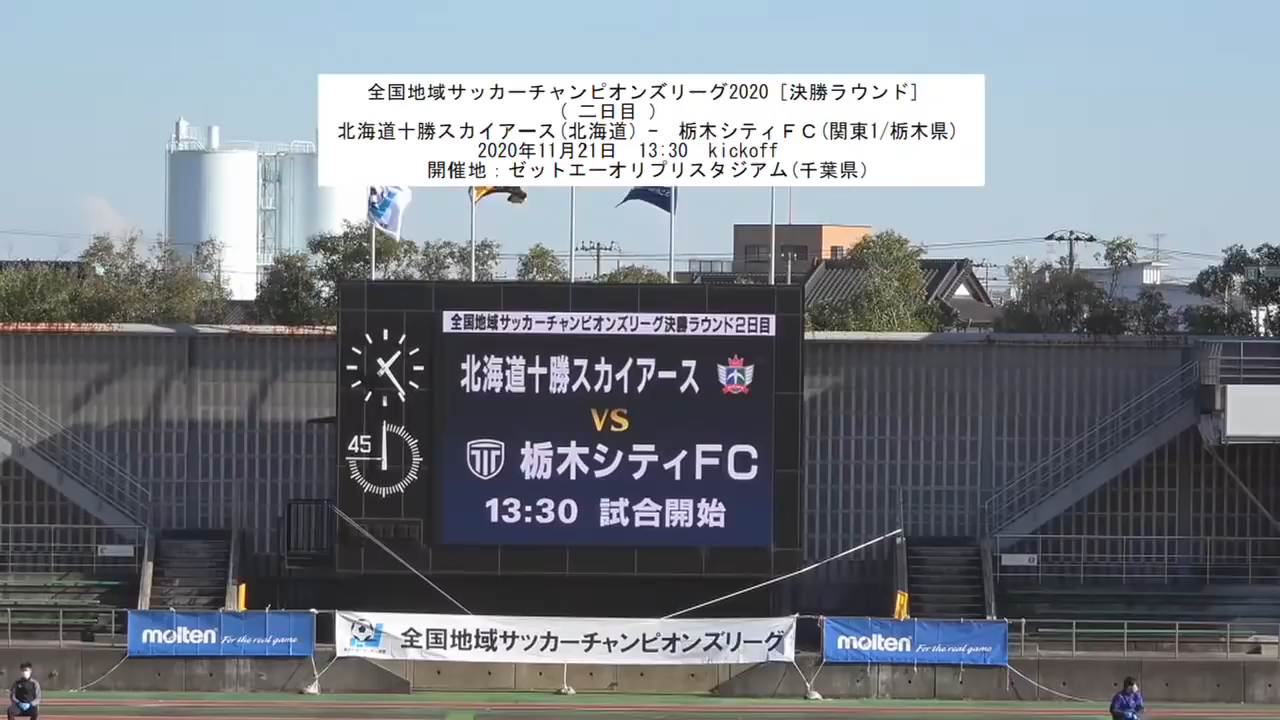 全国地域サッカーチャンピオンズリーグ2020［決勝ラウンド］
( 二日目 )
北海道十勝スカイアース(北海道) - 栃木シティＦＣ(関東1/栃木県)
2020年11月21日 13:30 kickoff
開催地：ゼットエーオリプリスタジアム(千葉県)
全国地域サッカーチャンピオンズリーグ決勝ラウンド2日目
北海道十勝スカイアース
VS
45
栃木シティFC
13:30 試合開始
molten For the real game
全国地域サッカーチャンピオンズリーグ
molten For the real game